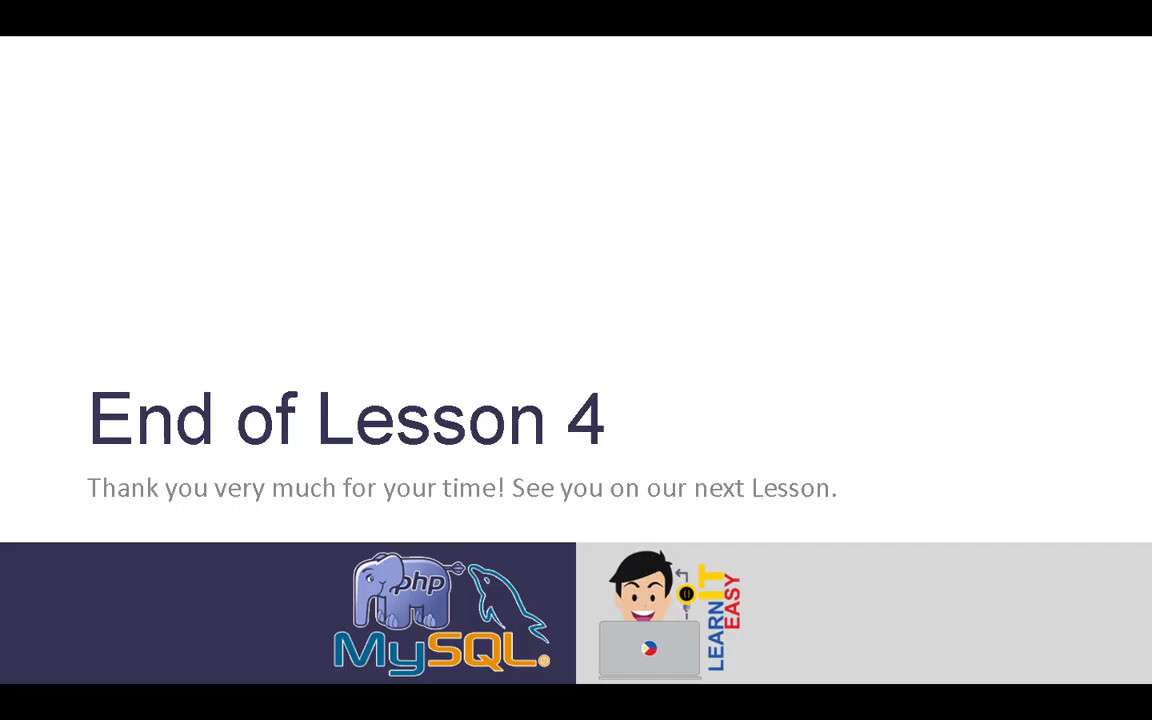 End of Lesson 4
Thank you very much for your time! See you on our next Lesson.
php
MySQL®
LEARN IT EASY